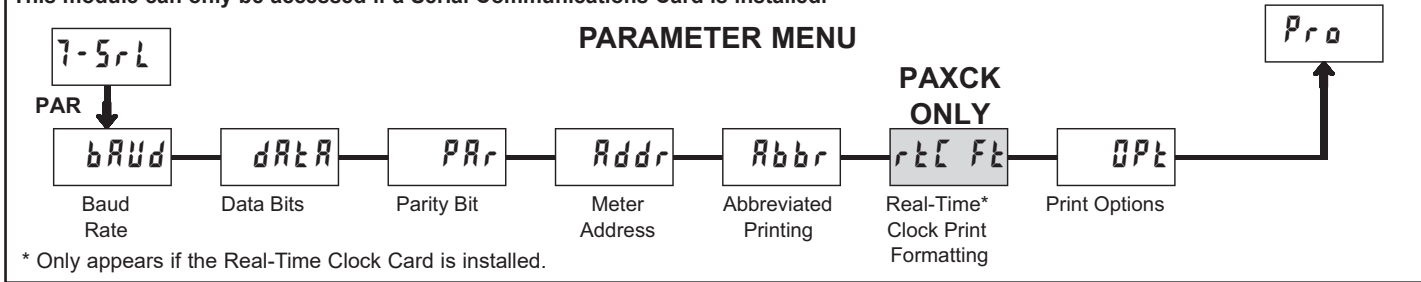 This module can only be accessed if a Serial Communications Card is installed.
PARAMETER MENU
7-SrL
Pro
PAXCK
ONLY
PAR
bAUd
dAtA
PAr
Addr
Abbr
rtC Ft
OPt
Baud
Rate
Data Bits
Parity Bit
Meter
Address
Abbreviated
Printing
Real-Time*
Clock Print
Formatting
Print Options
* Only appears if the Real-Time Clock Card is installed.